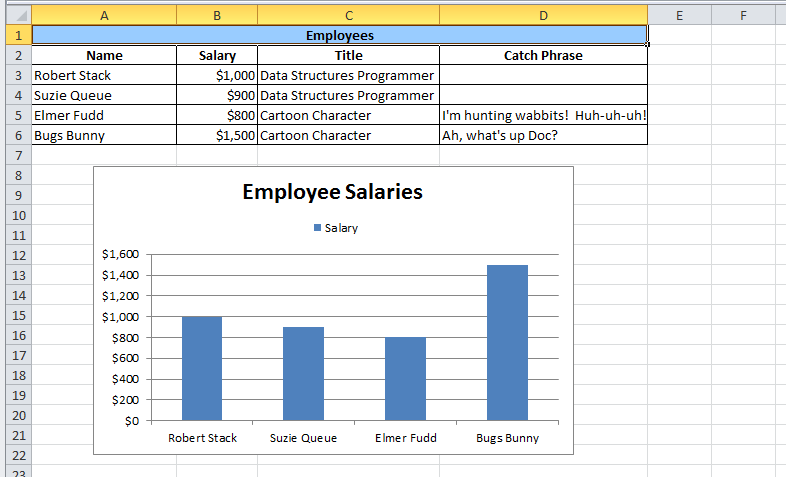 A B C D E F
1 Employees
2 Name Salary Title Catch Phrase
3 Robert Stack $1,000 Data Structures Programmer
4 Suzie Queue $900 Data Structures Programmer
5 Elmer Fudd $800 Cartoon Character I'm hunting wabbits!  Huh-uh-uh!
6 Bugs Bunny $1,500 Cartoon Character Ah, what's up Doc?
7
8
9 Employee Salaries
10
11 Salary
12 $1,600
13 $1,400
14 $1,200
15 $1,000
16 $800
17 $600
18 $400
19 $200
20 $0
21 Robert Stack Suzie Queue Elmer Fudd Bugs Bunny
22
23